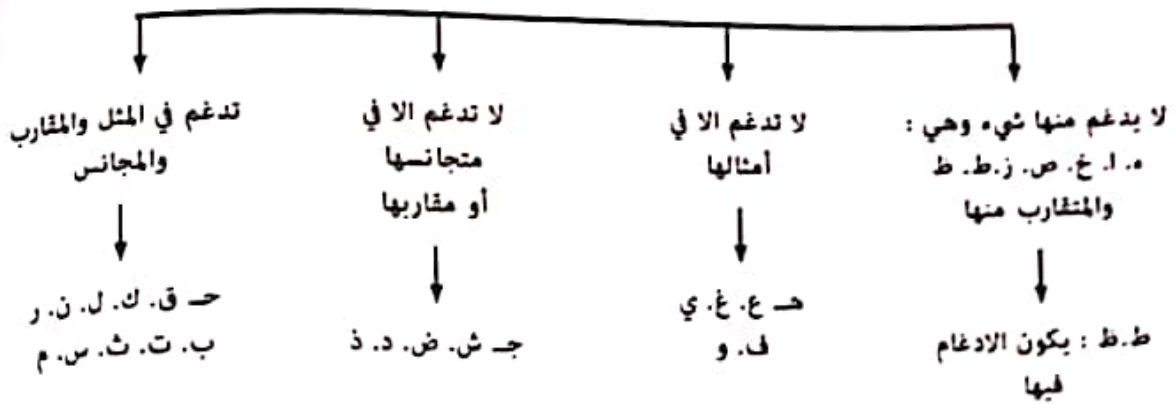 لا يدغم منها شيء وهي :
ء. ا. خ. ص. ز. ط. ظ
والمتقارب منها
ط.ظ : يكون الادغام
فيها
لا تدغم الا في
أمثالها
هـ ع. غ. ي
ف. و
لا تدغم الا في
متجانسها
أو مقاربها
جـ ش. ض. د. ذ
تدغم في المثل والمقارب
والمجانس
حـ ق. ك. ل. ن. ر
ب. ت. ث. س. م